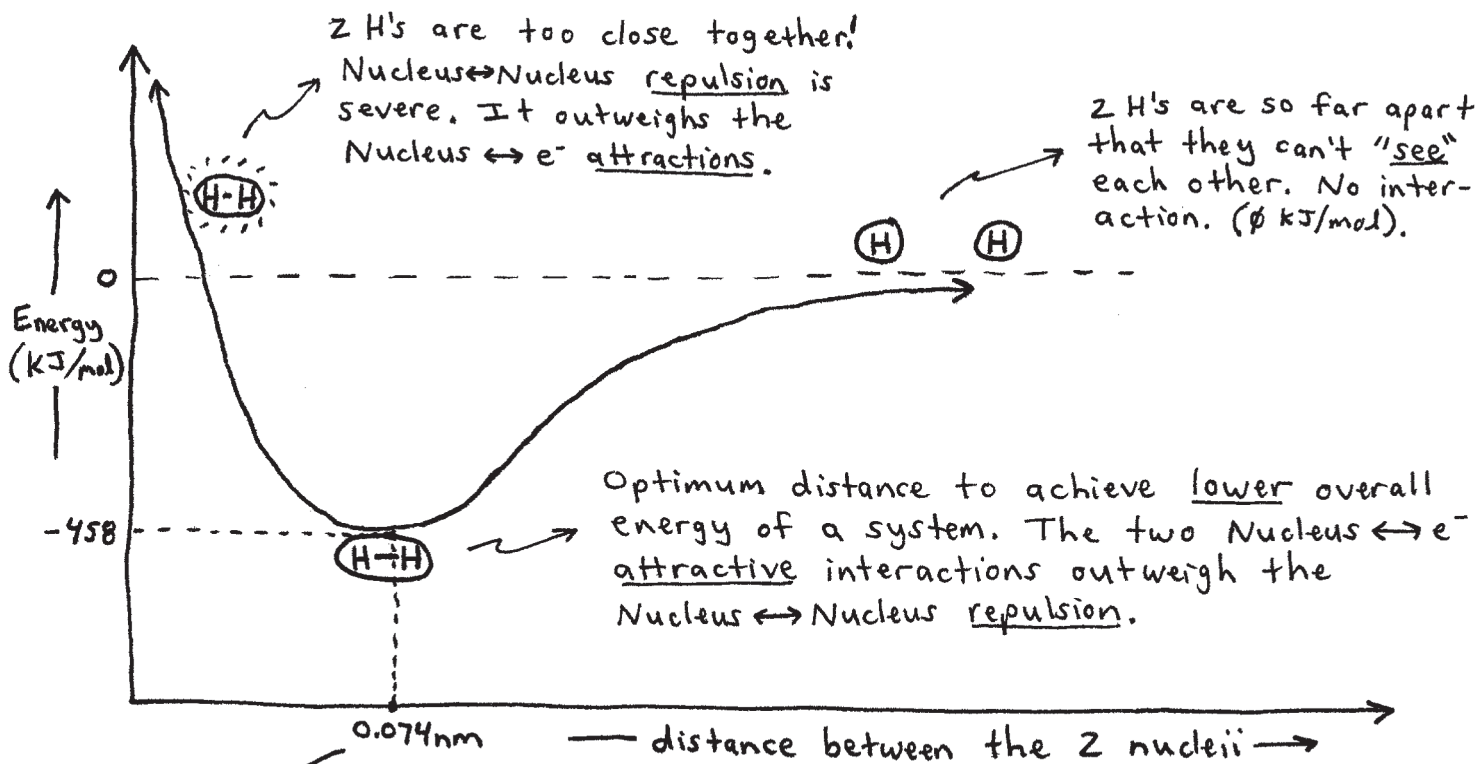 2 H's are too close together!
Nucleus↔Nucleus repulsion is
severe. It outweighs the
Nucleus ↔ e⁻ attractions.
2 H's are so far apart
that they can't "see"
each other. No inter-
action. (Ø kJ/mol).
H-H
H
H
0
Energy
(kJ/mol)
Optimum distance to achieve lower overall
energy of a system. The two Nucleus ↔ e⁻
attractive interactions outweigh the
Nucleus ↔ Nucleus repulsion.
-458
H-H
0.074nm
distance between the 2 nucleii